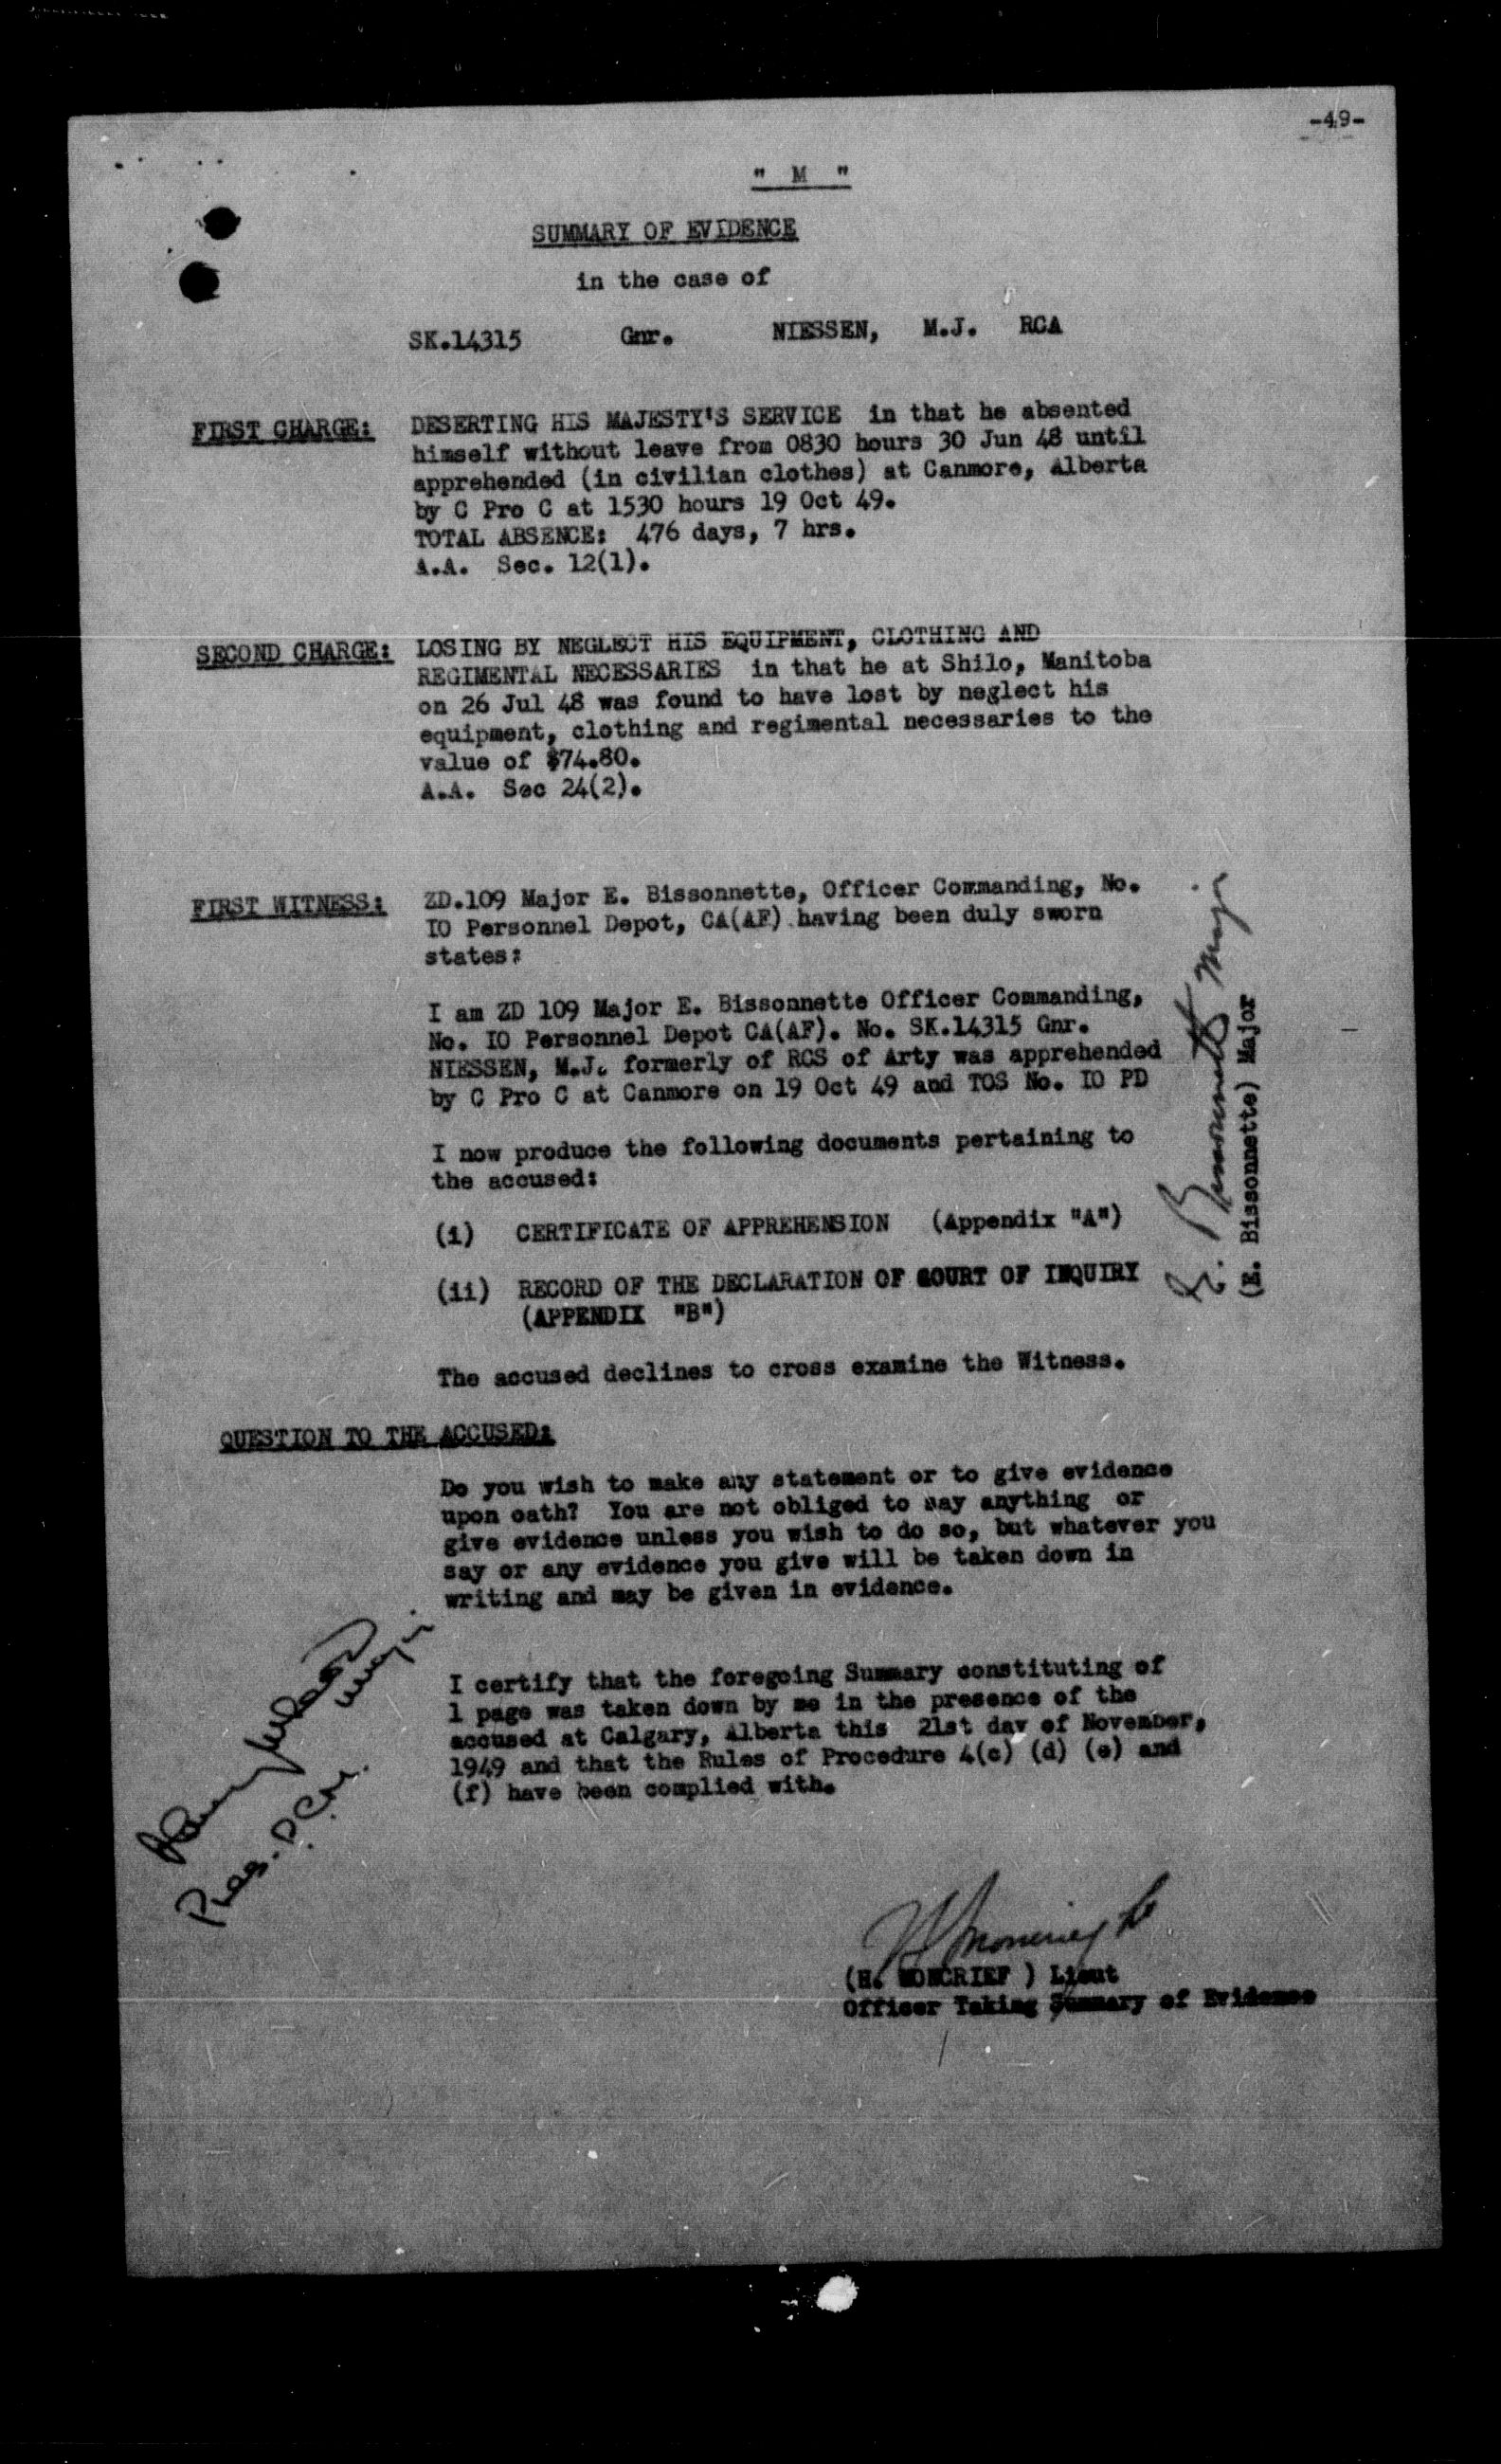 -49-
" M "
SUMMARY OF EVIDENCE
in the case of
SK.14315 Gnr. NIESSEN, M.J. RCA
FIRST CHARGE: DESERTING HIS MAJESTY'S SERVICE in that he absented
himself without leave from 0830 hours 30 Jun 48 until
apprehended (in civilian clothes) at Canmore, Alberta
by C Pro C at 1530 hours 19 Oct 49.
TOTAL ABSENCE: 476 days, 7 hrs.
A.A. Sec. 12(1).
SECOND CHARGE: LOSING BY NEGLECT HIS EQUIPMENT, CLOTHING AND
REGIMENTAL NECESSARIES in that he at Shilo, Manitoba
on 26 Jul 48 was found to have lost by neglect his
equipment, clothing and regimental necessaries to the
value of $74.80.
A.A. Sec 24(2).
FIRST WITNESS: ZD.109 Major E. Bissonnette, Officer Commanding, No.
IO Personnel Depot, CA(AF) having been duly sworn
states:
I am ZD 109 Major E. Bissonnette Officer Commanding,
No. IO Personnel Depot CA(AF). No. SK.14315 Gnr.
NIESSEN, M.J. formerly of RCS of Arty was apprehended
by C Pro C at Canmore on 19 Oct 49 and TOS No. IO PD
I now produce the following documents pertaining to
the accused:
(i) CERTIFICATE OF APPREHENSION (Appendix "A")
(ii) RECORD OF THE DECLARATION OF COURT OF INQUIRY
(APPENDIX "B")
The accused declines to cross examine the Witness.
E. Bissonnette Major
(E. Bissonnette) Major
QUESTION TO THE ACCUSED:
Do you wish to make any statement or to give evidence
upon oath? You are not obliged to say anything or
give evidence unless you wish to do so, but whatever you
say or any evidence you give will be taken down in
writing and may be given in evidence.
I certify that the foregoing Summary constituting of
1 page was taken down by me in the presence of the
accused at Calgary, Alberta this 21st day of November,
1949 and that the Rules of Procedure 4(c) (d) (e) and
(f) have been complied with.
Major
Pres. D.C.M.
H Moncrief Lt
(H. MONCRIEF ) Lieut
Officer Taking Summary of Evidence